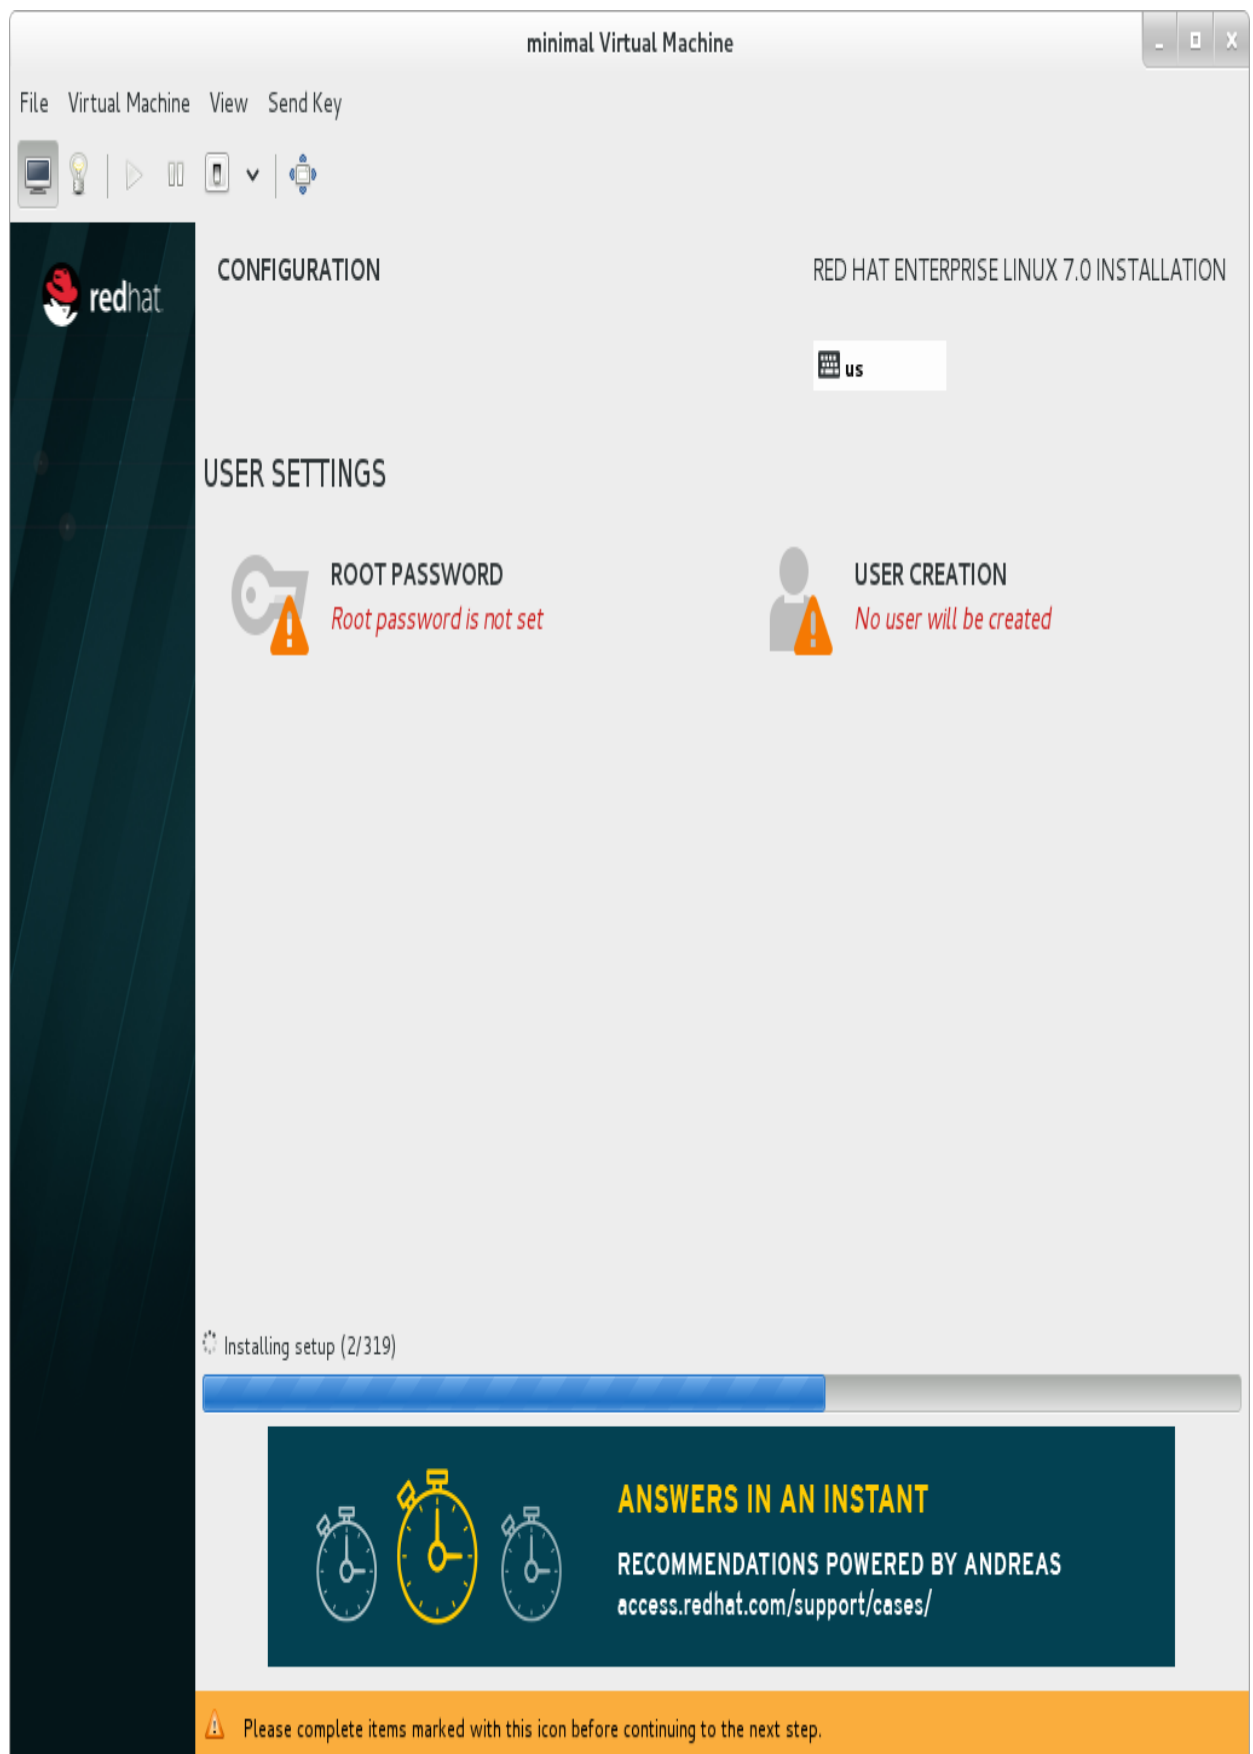 minimal Virtual Machine
File Virtual Machine View Send Key
redhat.
CONFIGURATION
RED HAT ENTERPRISE LINUX 7.0 INSTALLATION
us
USER SETTINGS
ROOT PASSWORD
Root password is not set
USER CREATION
No user will be created
Installing setup (2/319)
ANSWERS IN AN INSTANT
RECOMMENDATIONS POWERED BY ANDREAS
access.redhat.com/support/cases/
Please complete items marked with this icon before continuing to the next step.